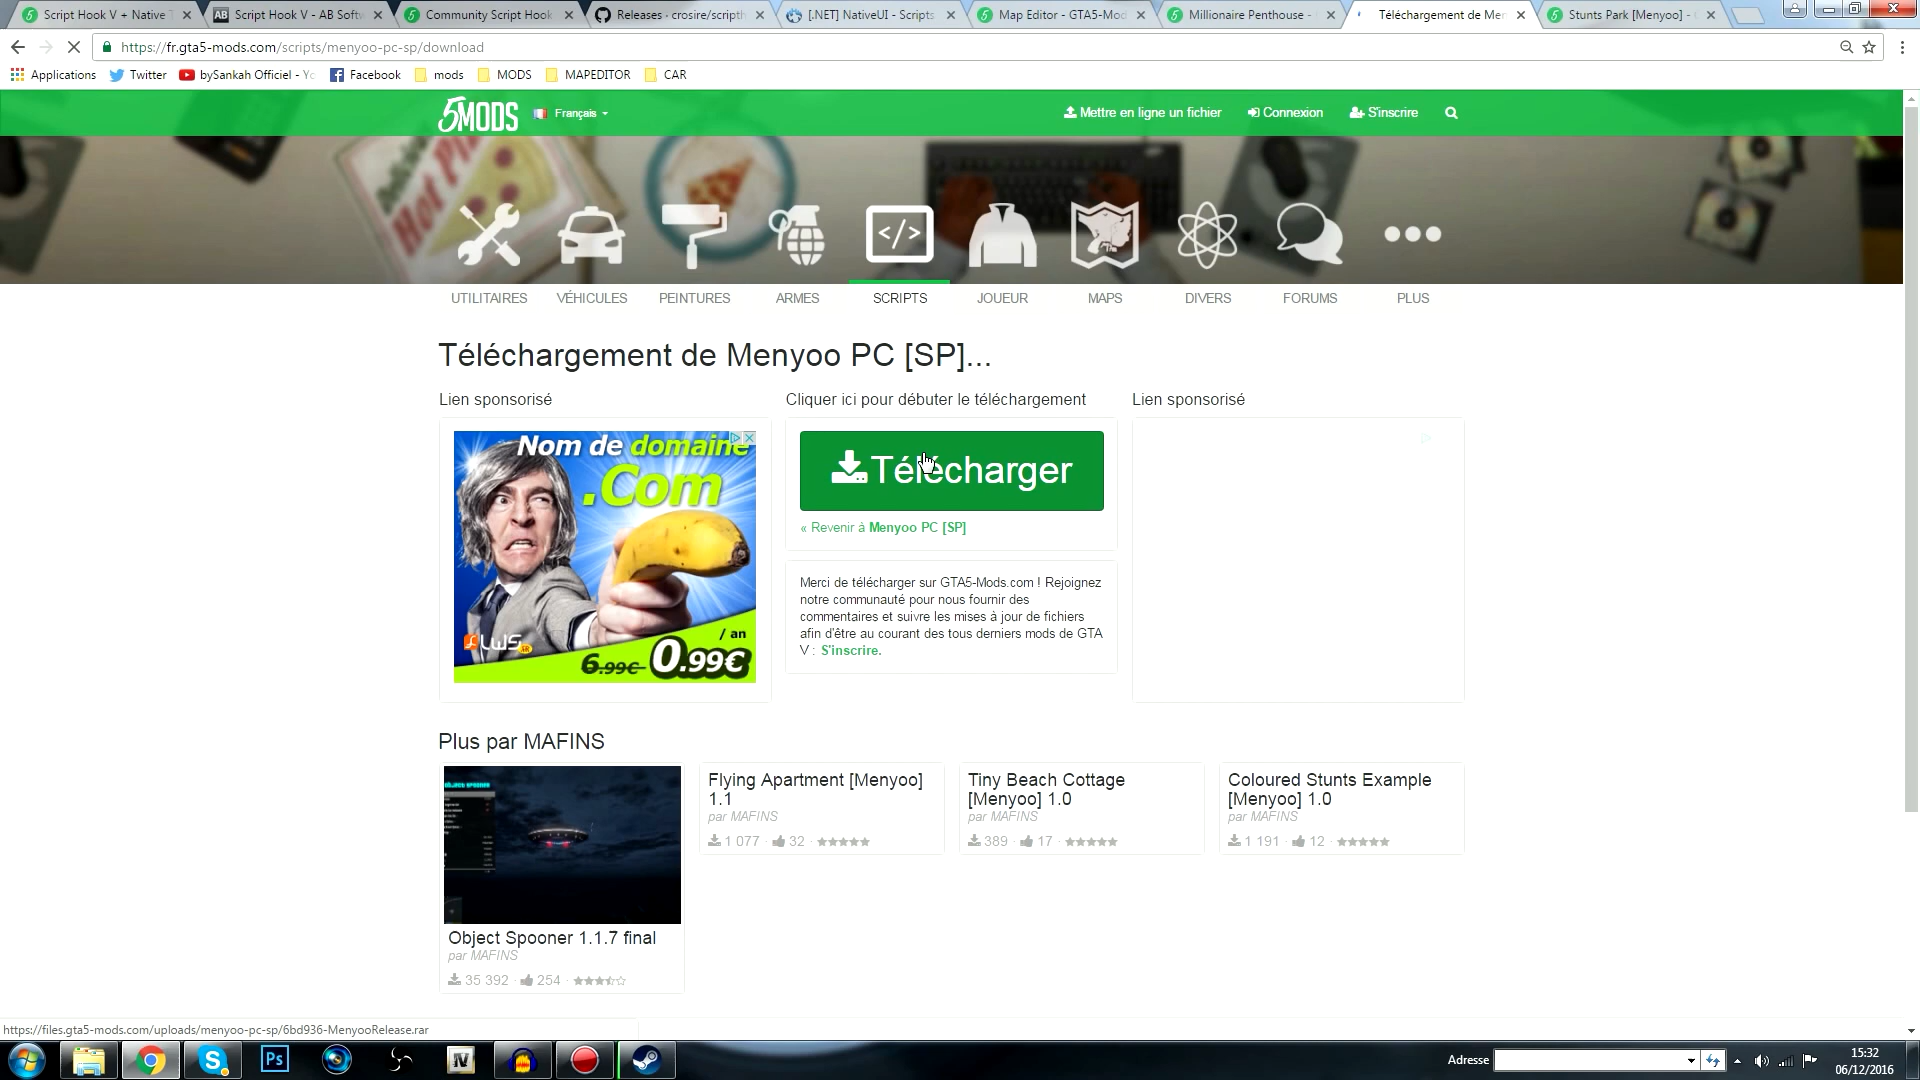 Script Hook V + Native T
Script Hook V - AB Softw
Community Script Hook
Releases · crosire/scripth
[.NET] NativeUI - Scripts
Map Editor - GTA5-Mod
Millionaire Penthouse -
Téléchargement de Men
Stunts Park [Menyoo] -
https://fr.gta5-mods.com/scripts/menyoo-pc-sp/download
Applications
Twitter
bySankah Officiel - Yo
Facebook
mods
MODS
MAPEDITOR
CAR
5MODS
Français
Mettre en ligne un fichier
Connexion
S'inscrire
Hot Pi
</>
UTILITAIRES
VÉHICULES
PEINTURES
ARMES
SCRIPTS
JOUEUR
MAPS
DIVERS
FORUMS
PLUS
Téléchargement de Menyoo PC [SP]...
Lien sponsorisé
Cliquer ici pour débuter le téléchargement
Lien sponsorisé
Nom de domaine
.Com
LWS.FR
/ an
6.99€ 0.99€
Télécharger
« Revenir à Menyoo PC [SP]
Merci de télécharger sur GTA5-Mods.com ! Rejoignez
notre communauté pour nous fournir des
commentaires et suivre les mises à jour de fichiers
afin d'être au courant des tous derniers mods de GTA
V : S'inscrire.
Plus par MAFINS
Object Spooner 1.1.7 final
par MAFINS
35 392 · 254 ·
Flying Apartment [Menyoo]
1.1
par MAFINS
1 077 · 32 ·
Tiny Beach Cottage
[Menyoo] 1.0
par MAFINS
389 · 17 ·
Coloured Stunts Example
[Menyoo] 1.0
par MAFINS
1 191 · 12 ·
https://files.gta5-mods.com/uploads/menyoo-pc-sp/6bd936-MenyooRelease.rar
Ps
IV
Adresse
15:32
06/12/2016